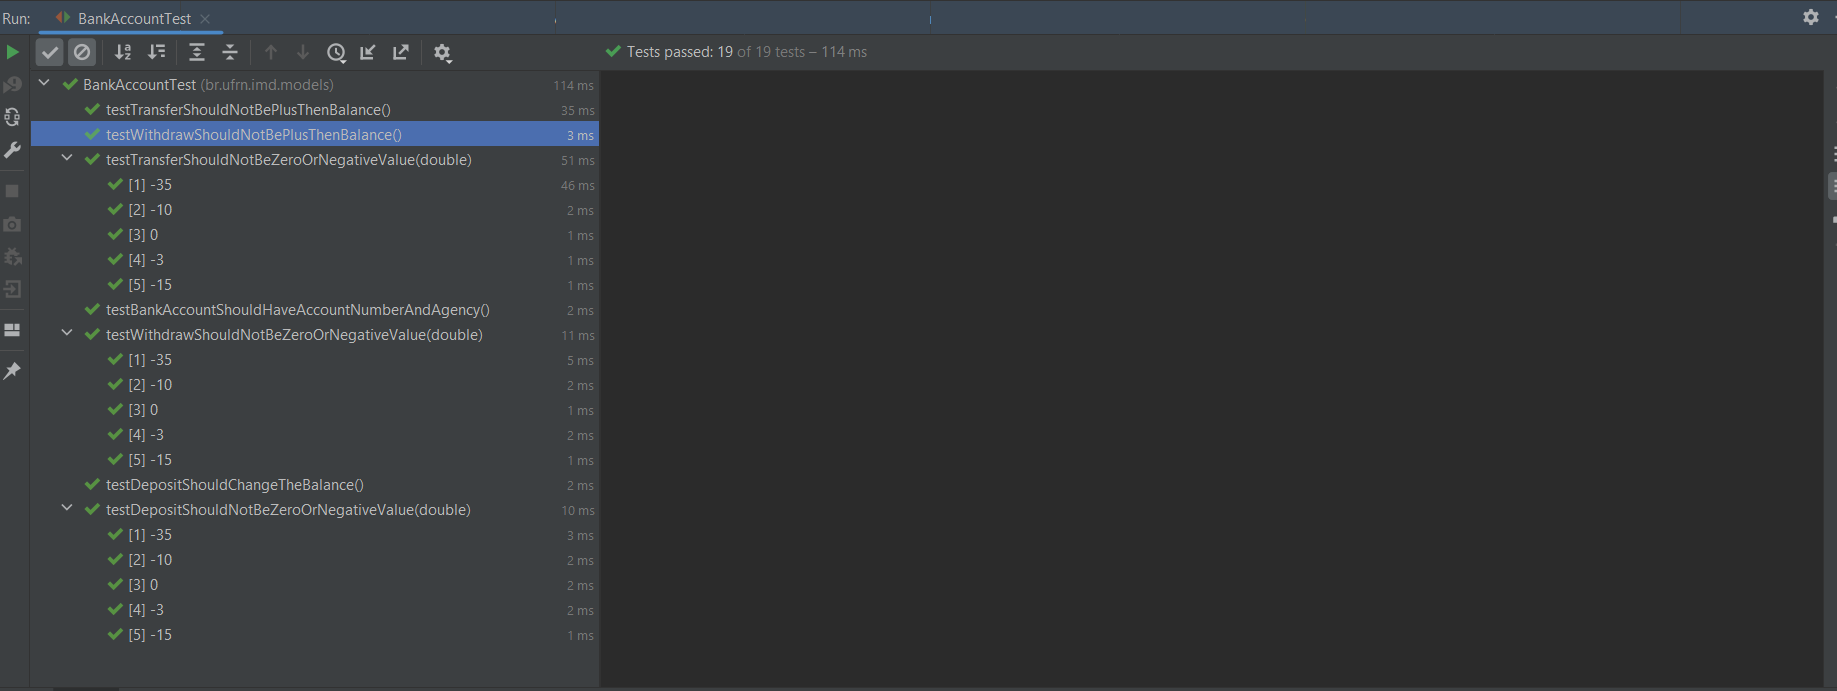 Run: BankAccountTest
Tests passed: 19 of 19 tests – 114 ms
BankAccountTest (br.ufrn.imd.models) 114 ms
testTransferShouldNotBePlusThenBalance() 35 ms
testWithdrawShouldNotBePlusThenBalance() 3 ms
testTransferShouldNotBeZeroOrNegativeValue(double) 51 ms
[1] -35 46 ms
[2] -10 2 ms
[3] 0 1 ms
[4] -3 1 ms
[5] -15 1 ms
testBankAccountShouldHaveAccountNumberAndAgency() 2 ms
testWithdrawShouldNotBeZeroOrNegativeValue(double) 11 ms
[1] -35 5 ms
[2] -10 2 ms
[3] 0 1 ms
[4] -3 2 ms
[5] -15 1 ms
testDepositShouldChangeTheBalance() 2 ms
testDepositShouldNotBeZeroOrNegativeValue(double) 10 ms
[1] -35 3 ms
[2] -10 2 ms
[3] 0 2 ms
[4] -3 2 ms
[5] -15 1 ms